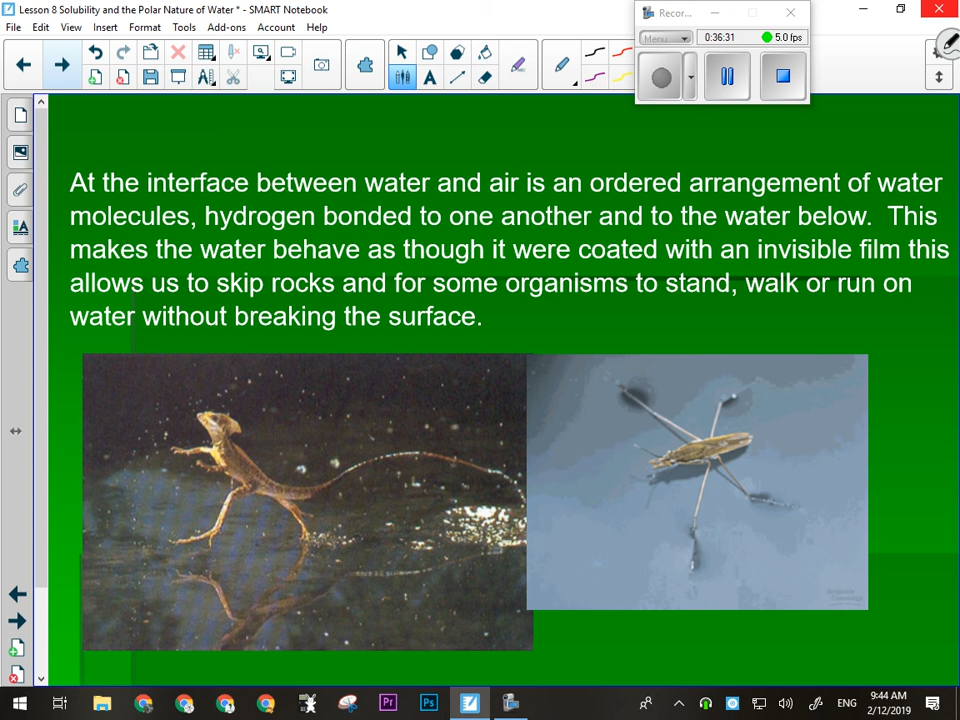 Lesson 8 Solubility and the Polar Nature of Water * - SMART Notebook
Recor...
File Edit View Insert Format Tools Add-ons Account Help
Menu
0:36:31
5.0 fps
At the interface between water and air is an ordered arrangement of water
molecules, hydrogen bonded to one another and to the water below. This
makes the water behave as though it were coated with an invisible film this
allows us to skip rocks and for some organisms to stand, walk or run on
water without breaking the surface.
Pr
Ps
ENG
9:44 AM
2/12/2019